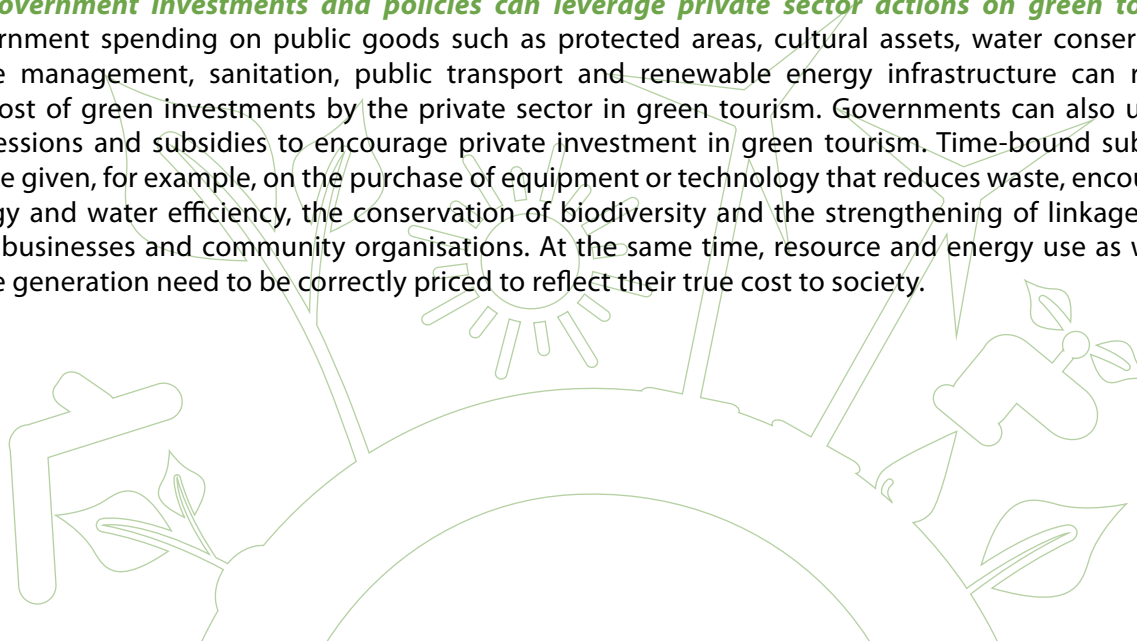 overnment investments and policies can leverage private sector actions on green to
rnment spending on public goods such as protected areas, cultural assets, water conser
e management, sanitation, public transport and renewable energy infrastructure can r
ost of green investments by the private sector in green tourism. Governments can also u
essions and subsidies to encourage private investment in green tourism. Time-bound sub
e given, for example, on the purchase of equipment or technology that reduces waste, encou
gy and water efficiency, the conservation of biodiversity and the strengthening of linkage
businesses and community organisations. At the same time, resource and energy use as w
e generation need to be correctly priced to reflect their true cost to society.